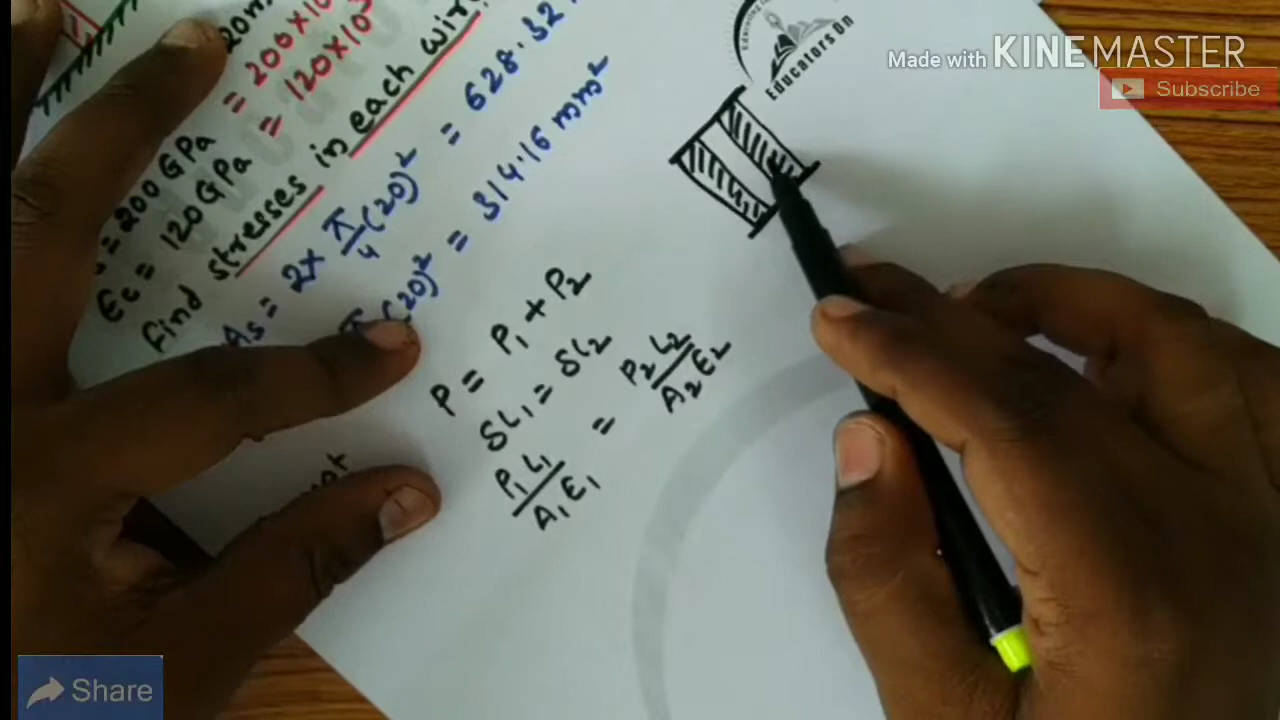 20m
= 200×10
= 120×10³
= 200 GPa
Ec = 120 GPa
Find stresses in each wire
As = 2× π/4 (20)² = 628.32
(20)² = 314.16 mm²
P = P₁ + P₂
δL₁ = δL₂
P₁L₁/A₁E₁ = P₂L₂/A₂E₂
Educators On
Made with KINEMASTER
Subscribe
Share